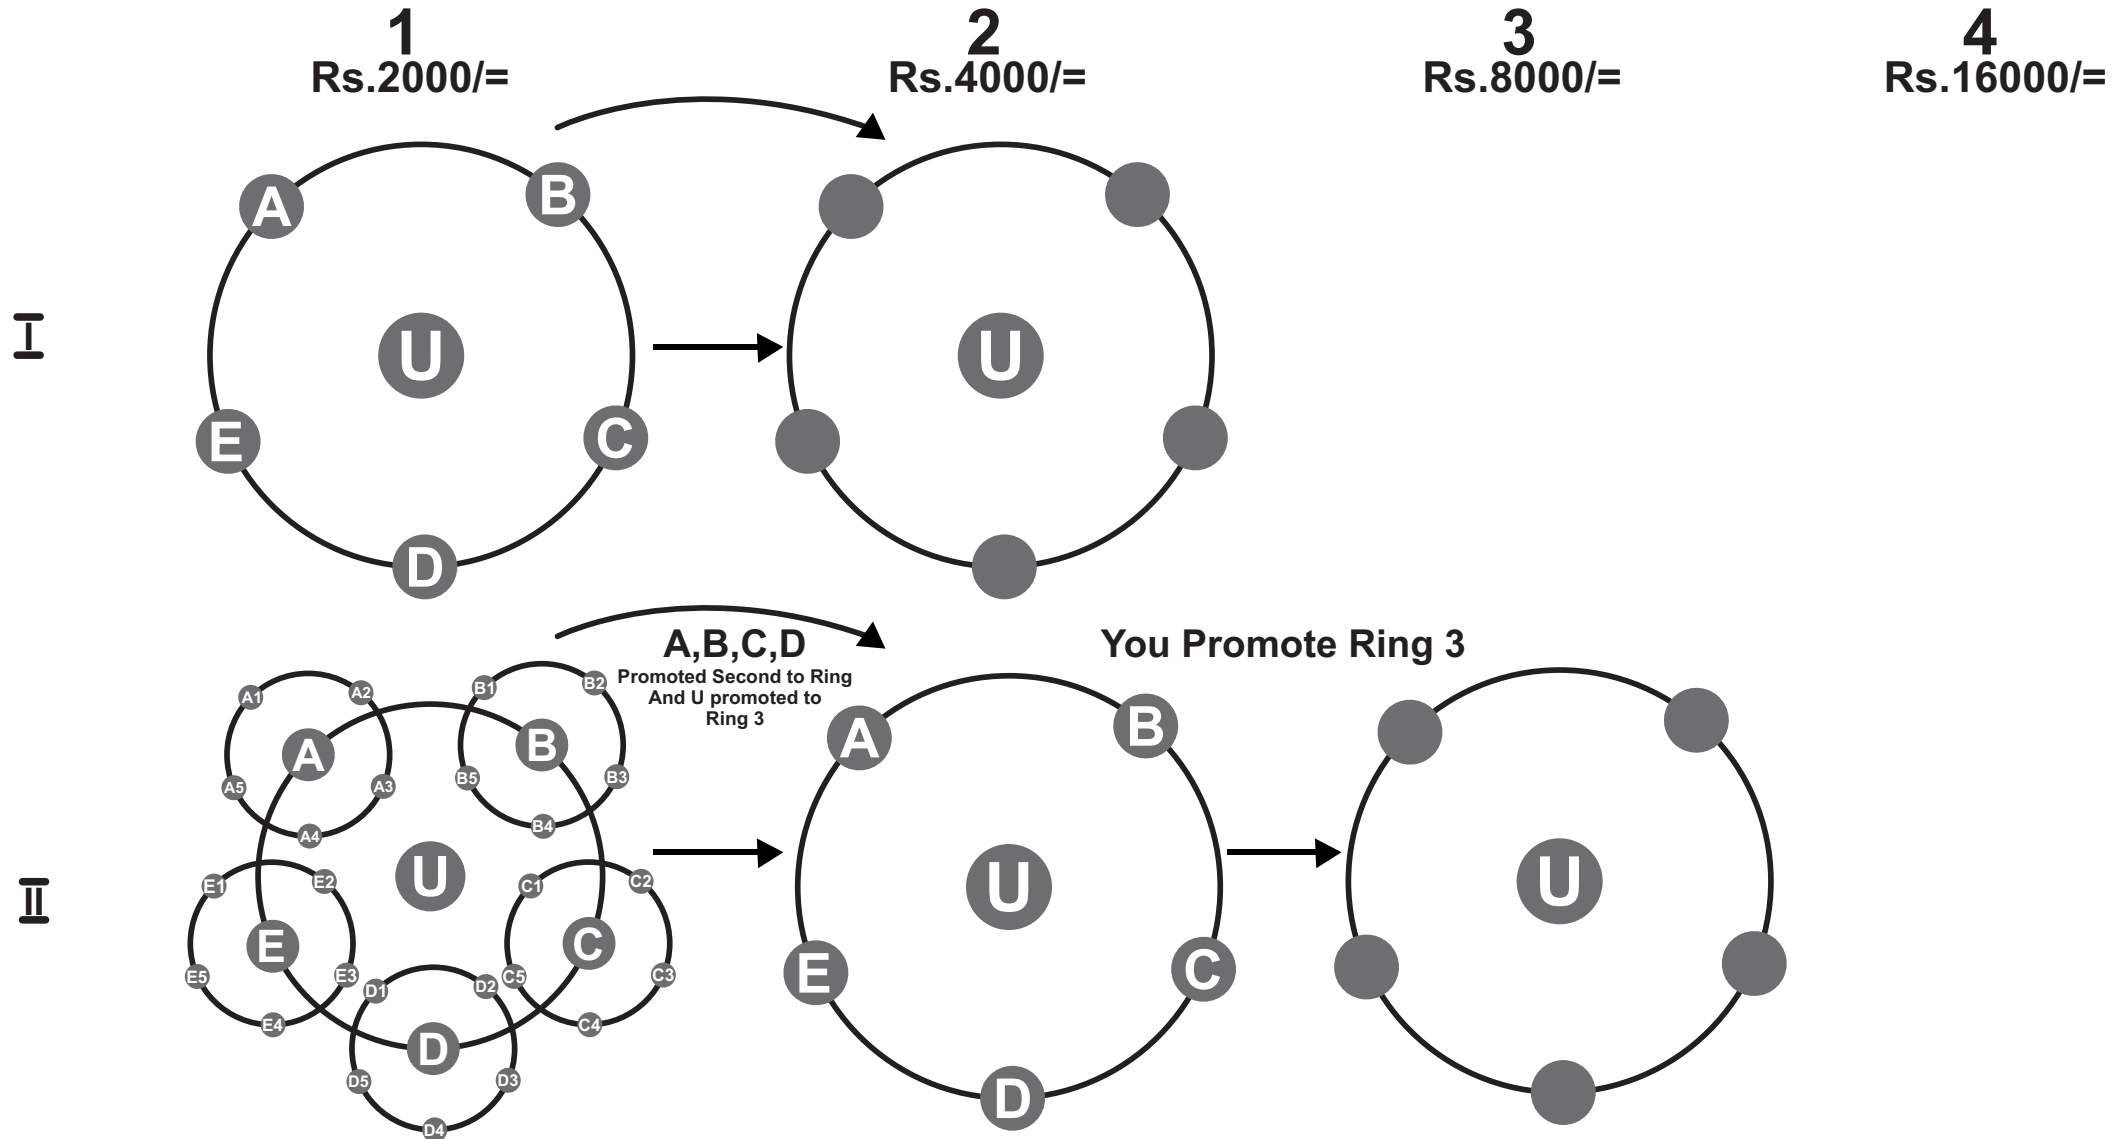 1
2
3
4
Rs.2000/=
Rs.4000/=
Rs.8000/=
Rs.16000/=
I
A
B
U
E
C
D
U
II
A,B,C,D
Promoted Second to Ring
And U promoted to
Ring 3
You Promote Ring 3
A1
A2
A
A5
A3
A4
B1
B2
B
B5
B3
B4
U
E1
E2
E
E5
E3
E4
C1
C2
C
C5
C3
C4
D1
D2
D
D5
D3
D4
A
B
U
E
C
D
U